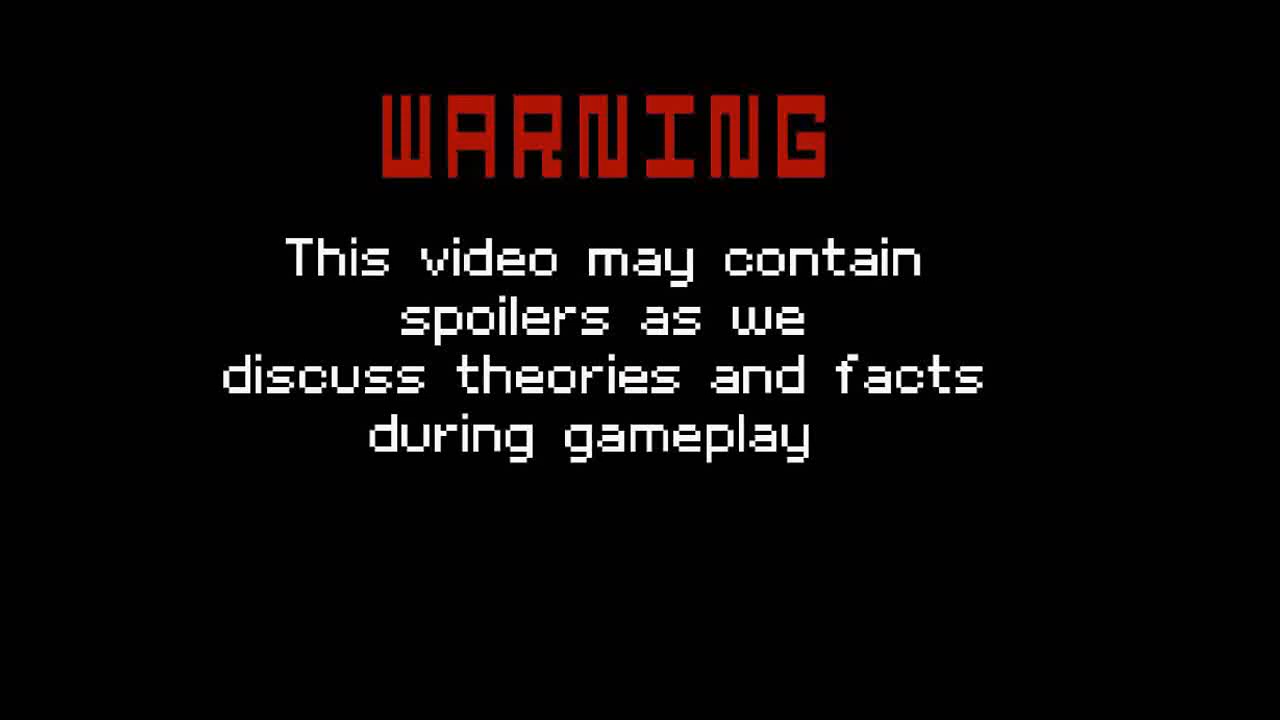 WARNING
This video may contain
spoilers as we
discuss theories and facts
during gameplay